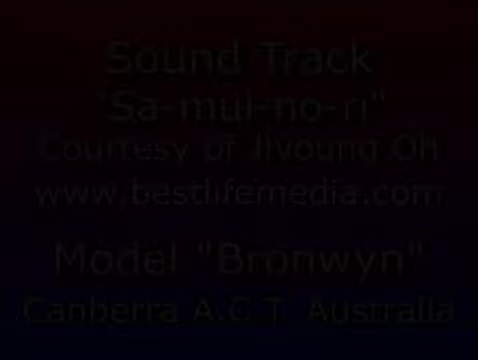 Sound Track
"Sa-mul-no-ri"
Courtesy of JIyoung Oh
www.bestlifemedia.com
Model "Bronwyn"
Canberra A.C.T. Australia